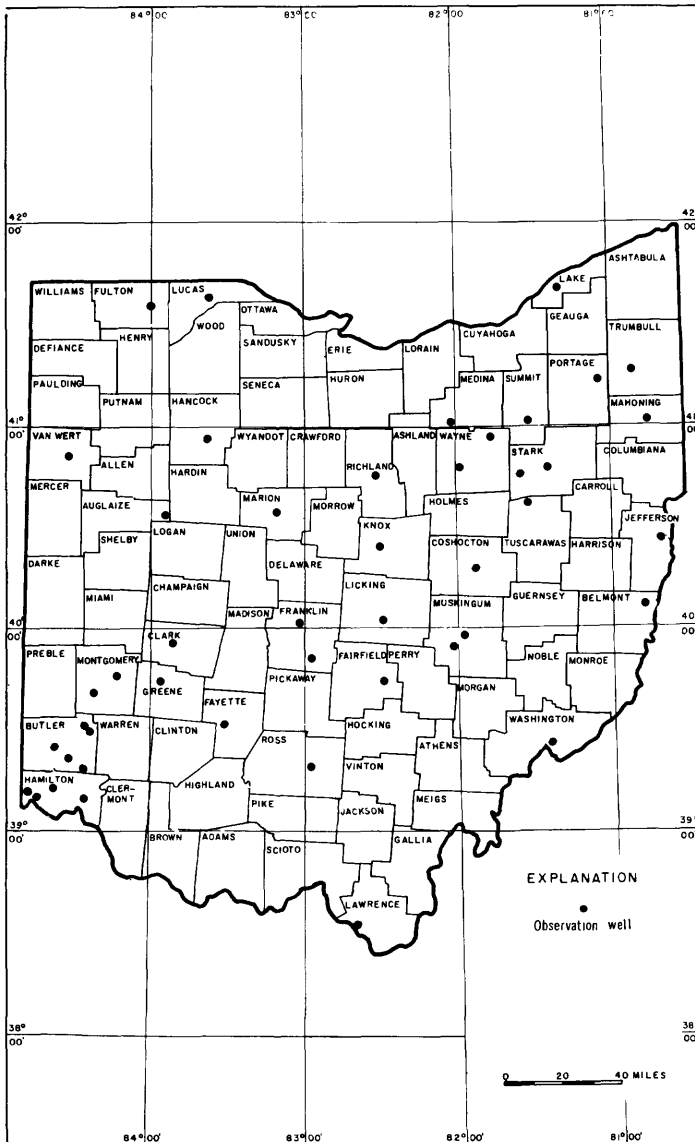 84°00' 83°00' 82°00' 81°00'
42° 00' 42° 00'
ASHTABULA
LAKE
WILLIAMS FULTON LUCAS
OTTAWA GEAUGA
WOOD TRUMBULL
HENRY SANDUSKY CUYAHOGA
DEFIANCE ERIE LORAIN
PORTAGE
PAULDING SENECA HURON MEDINA SUMMIT
PUTNAM HANCOCK MAHONING
41° 00' 41° 00'
VAN WERT WYANDOT CRAWFORD ASHLAND WAYNE
STARK COLUMBIANA
ALLEN HARDIN RICHLAND
MERCER CARROLL
MARION HOLMES
AUGLAIZE MORROW JEFFERSON
KNOX
LOGAN UNION
SHELBY COSHOCTON TUSCARAWAS HARRISON
DARKE DELAWARE
LICKING
CHAMPAIGN
MIAMI GUERNSEY BELMONT
MADISON FRANKLIN MUSKINGUM
40° 00' 40° 00'
CLARK
PREBLE MONTGOMERY FAIRFIELD PERRY NOBLE MONROE
GREENE PICKAWAY
MORGAN
FAYETTE
BUTLER WARREN CLINTON HOCKING WASHINGTON
ROSS ATHENS
VINTON
HAMILTON CLER-
MONT
HIGHLAND MEIGS
PIKE JACKSON
39° 00' 39° 00'
BROWN ADAMS GALLIA
SCIOTO
EXPLANATION
LAWRENCE
Observation well
38° 00' 38° 00'
0 20 40 MILES
84°00' 83°00' 82°00' 81°00'